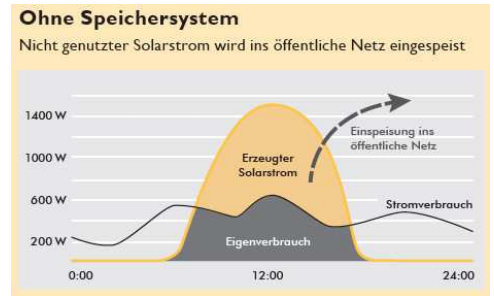 Ohne Speichersystem
Nicht genutzter Solarstrom wird ins öffentliche Netz eingespeist
1400 W
1000 W
600 W
200 W
Einspeisung ins
öffentliche Netz
Erzeugter
Solarstrom
Stromverbrauch
Eigenverbrauch
0:00
12:00
24:00